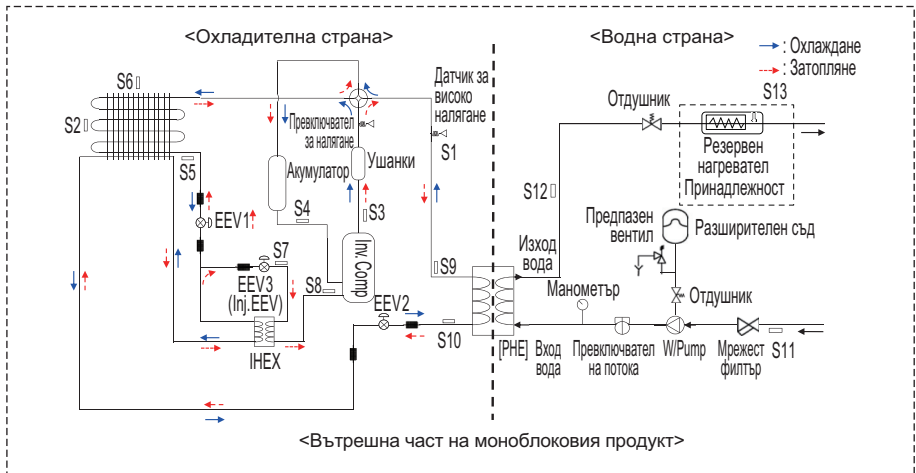 <Охладителна страна>
<Водна страна>
: Охлаждане
: Затопляне
S6
S2
S5
EEV1
S7
EEV3
(Inj.EEV)
IHEX
S4
S8
S3
Акумулатор
Превключвател
за налягане
Ушанки
Inv. Comp
Датчик за
високо
налягане
S1
S9
EEV2
S10
[PHE]
Изход
вода
Вход
вода
S12
Отдушник
S13
Резервен
нагревател
Принадлежност
Предпазен
вентил
Разширителен съд
Отдушник
Манометър
Превключвател
на потока
W/Pump
Мрежест
филтър
S11
<Вътрешна част на моноблоковия продукт>